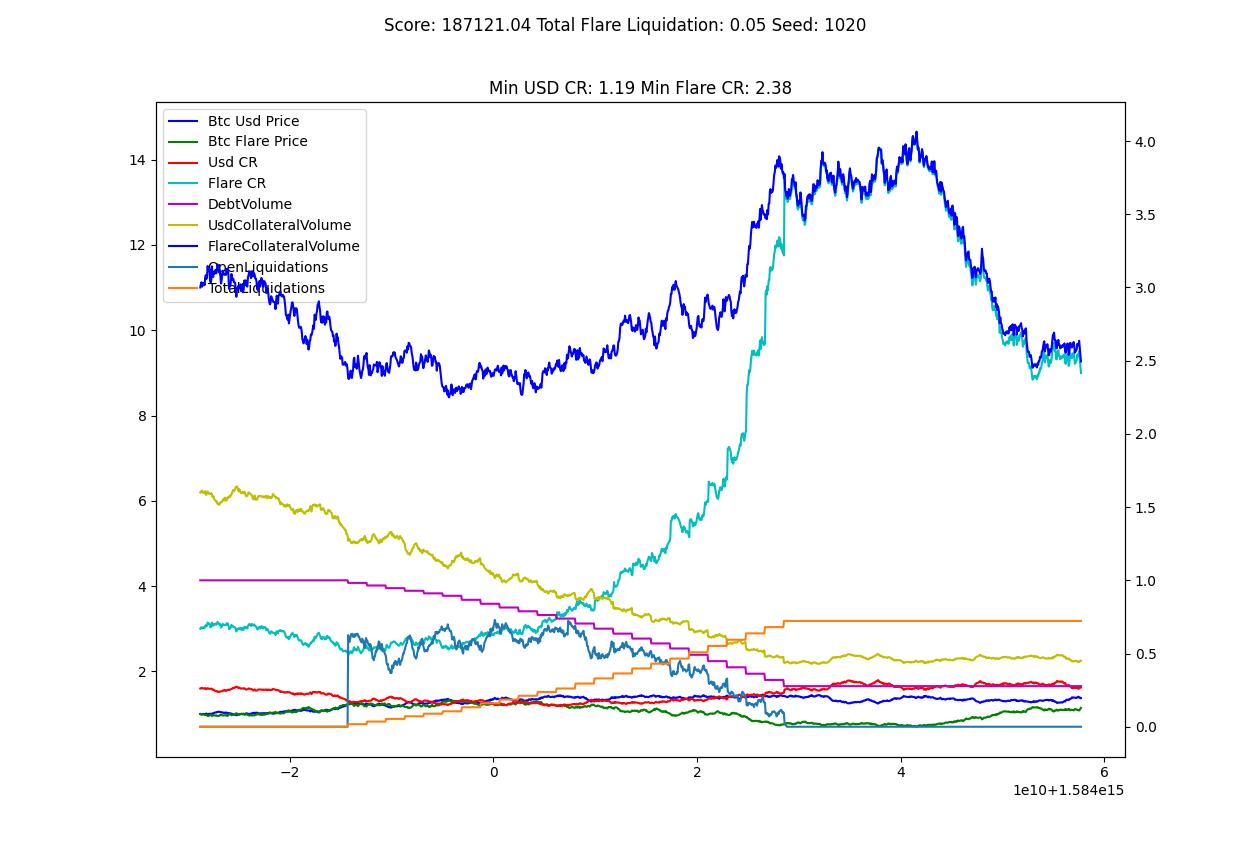 Score: 187121.04 Total Flare Liquidation: 0.05 Seed: 1020
Min USD CR: 1.19 Min Flare CR: 2.38
Btc Usd Price
Btc Flare Price
Usd CR
Flare CR
DebtVolume
UsdCollateralVolume
FlareCollateralVolume
OpenLiquidations
TotalLiquidations
14
12
10
8
6
4
2
4.0
3.5
3.0
2.5
2.0
1.5
1.0
0.5
0.0
−2 0 2 4 6
1e10+1.584e15